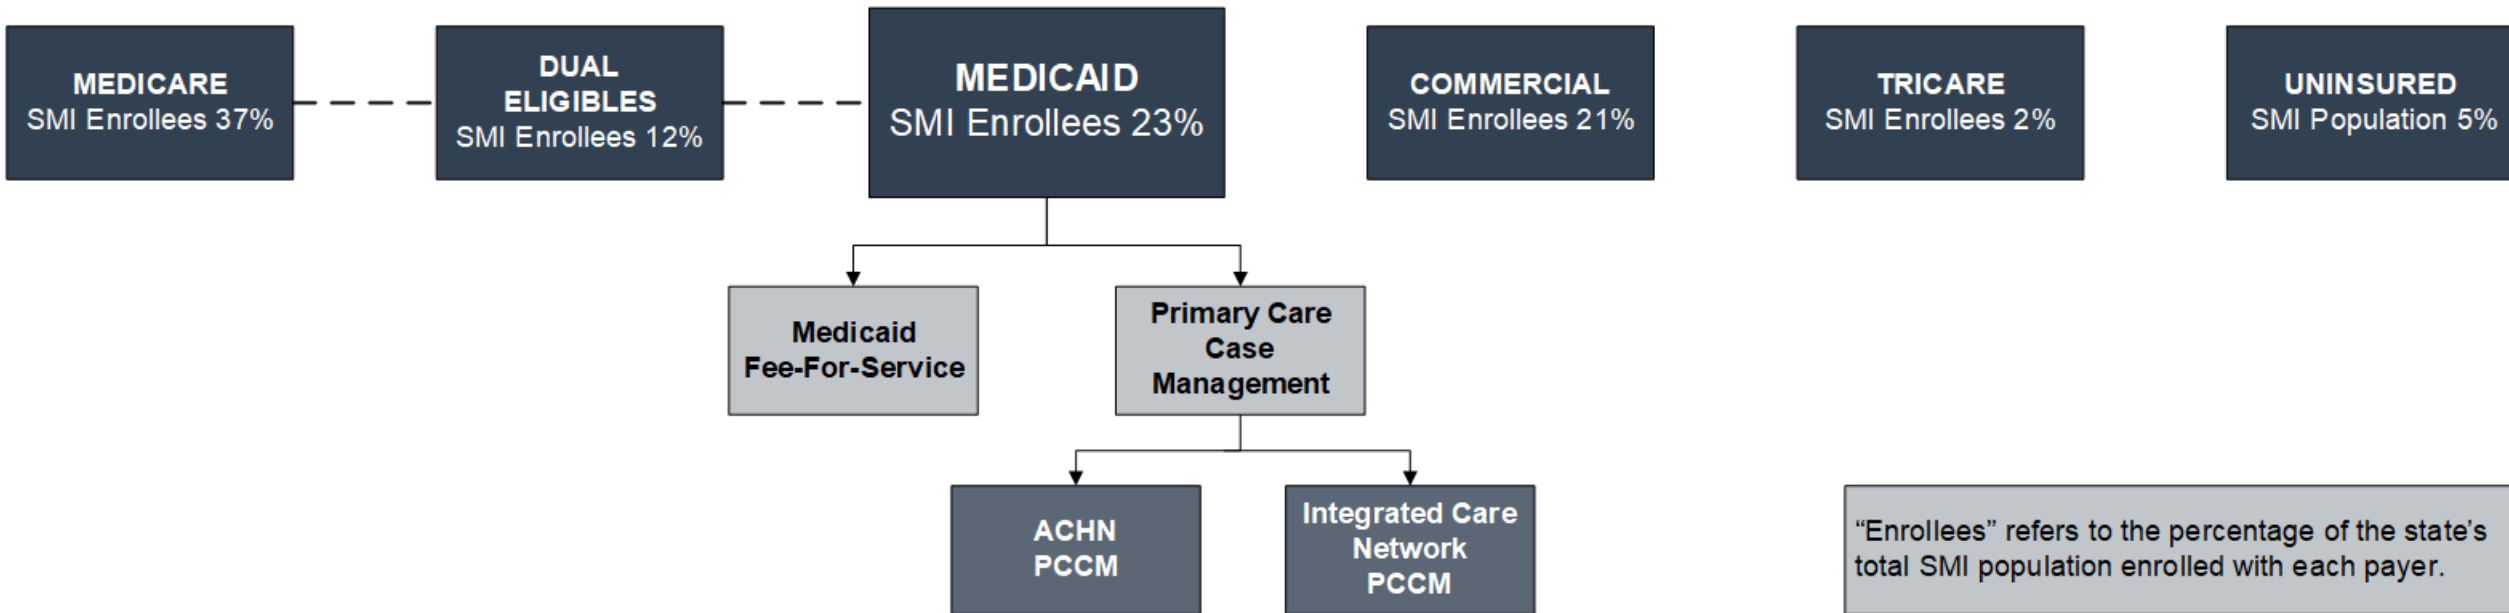 MEDICARE
SMI Enrollees 37%
DUAL
ELIGIBLES
SMI Enrollees 12%
MEDICAID
SMI Enrollees 23%
COMMERCIAL
SMI Enrollees 21%
TRICARE
SMI Enrollees 2%
UNINSURED
SMI Population 5%
Medicaid
Fee-For-Service
Primary Care
Case
Management
ACHN
PCCM
Integrated Care
Network
PCCM
“Enrollees” refers to the percentage of the state’s
total SMI population enrolled with each payer.